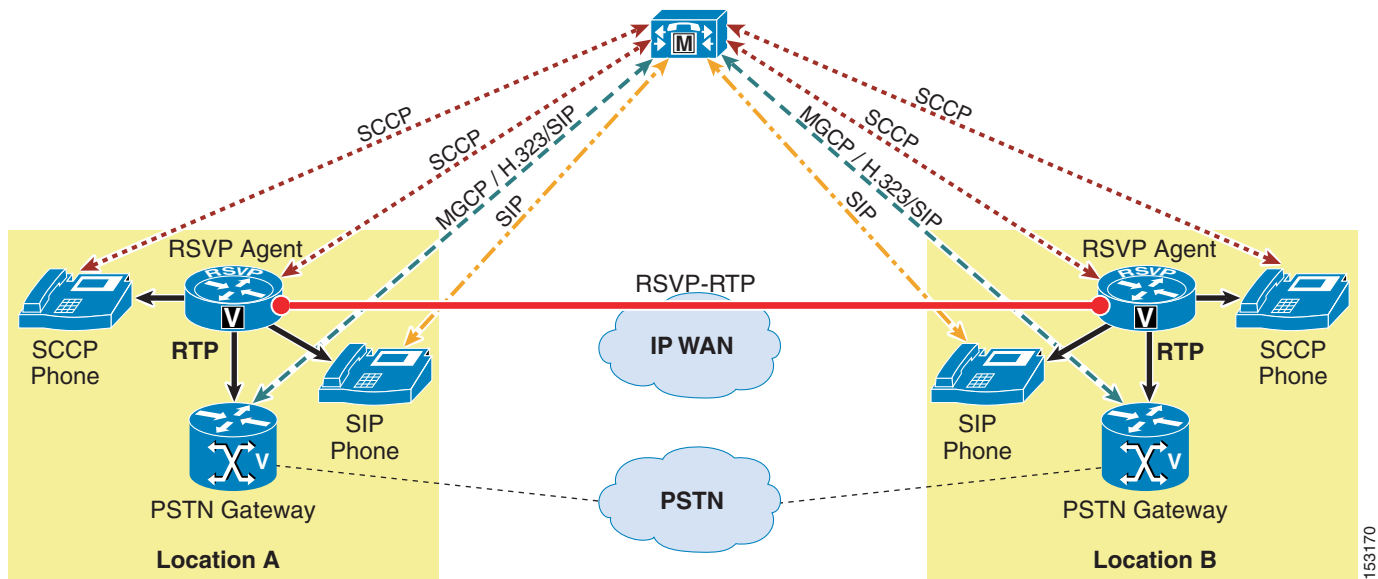 M
SCCP
SCCP
MGCP / H.323/SIP
SIP
SCCP
SCCP
MGCP / H.323/SIP
SIP
RSVP Agent
RSVP
V
SCCP
Phone
RTP
SIP
Phone
V
PSTN Gateway
Location A
RSVP-RTP
IP WAN
PSTN
RSVP Agent
RSVP
V
SCCP
Phone
RTP
SIP
Phone
V
PSTN Gateway
Location B
153170